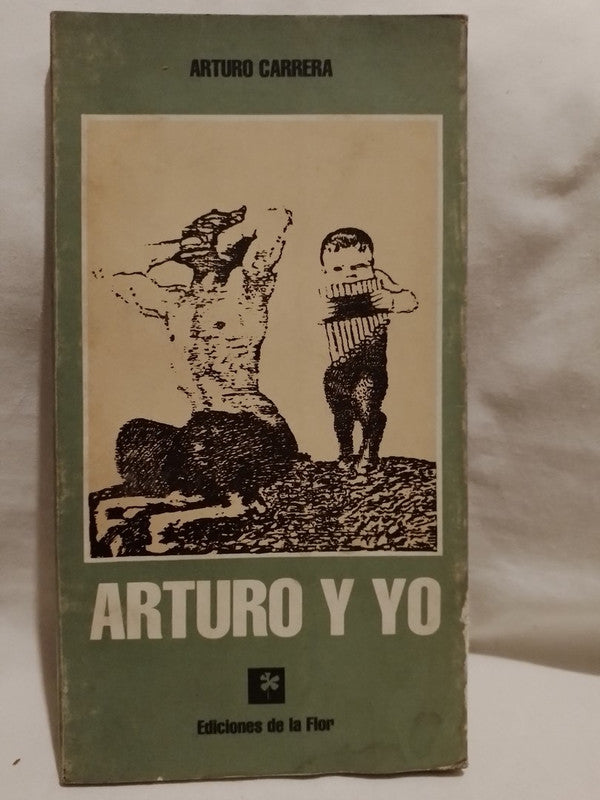 ARTURO CARRERA
ARTURO Y YO
Ediciones de la Flor